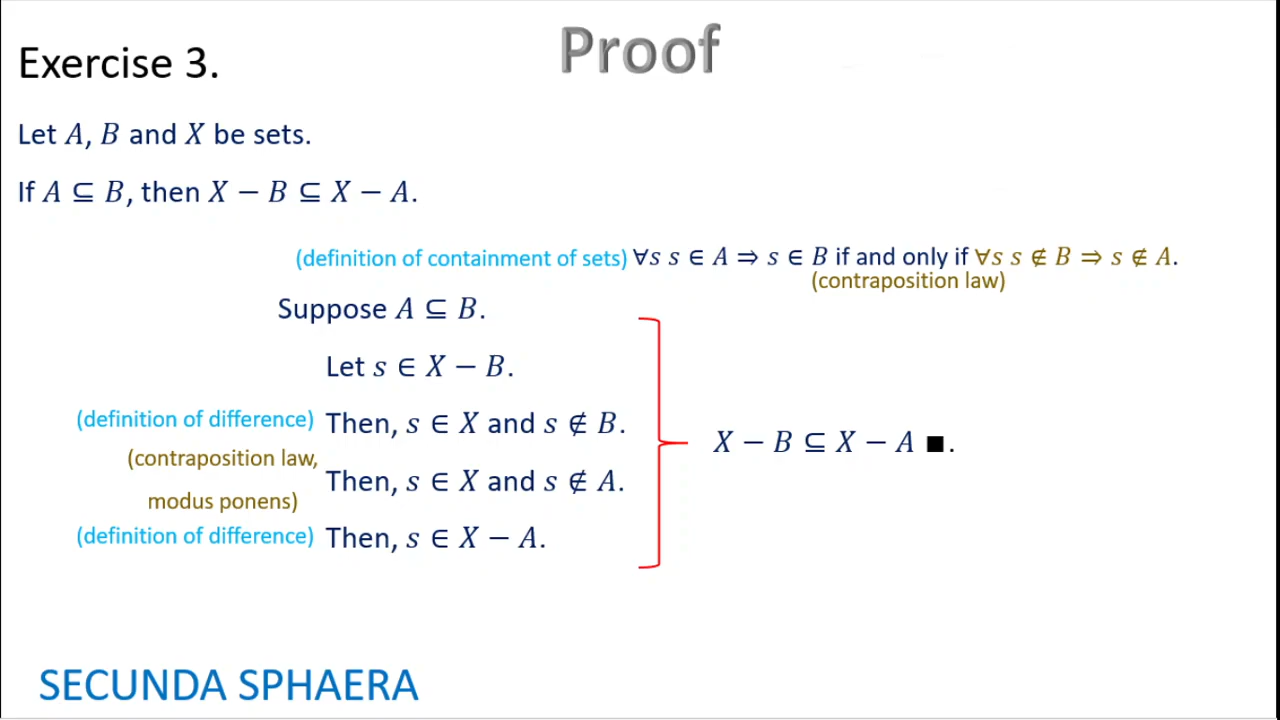 Proof
Exercise 3.
Let A, B and X be sets.
If A ⊆ B, then X − B ⊆ X − A.
(definition of containment of sets) ∀s s ∈ A ⇒ s ∈ B if and only if ∀s s ∉ B ⇒ s ∉ A.
(contraposition law)
Suppose A ⊆ B.
Let s ∈ X − B.
(definition of difference) Then, s ∈ X and s ∉ B.
(contraposition law,
modus ponens)
Then, s ∈ X and s ∉ A.
(definition of difference) Then, s ∈ X − A.
X − B ⊆ X − A ■.
SECUNDA SPHAERA